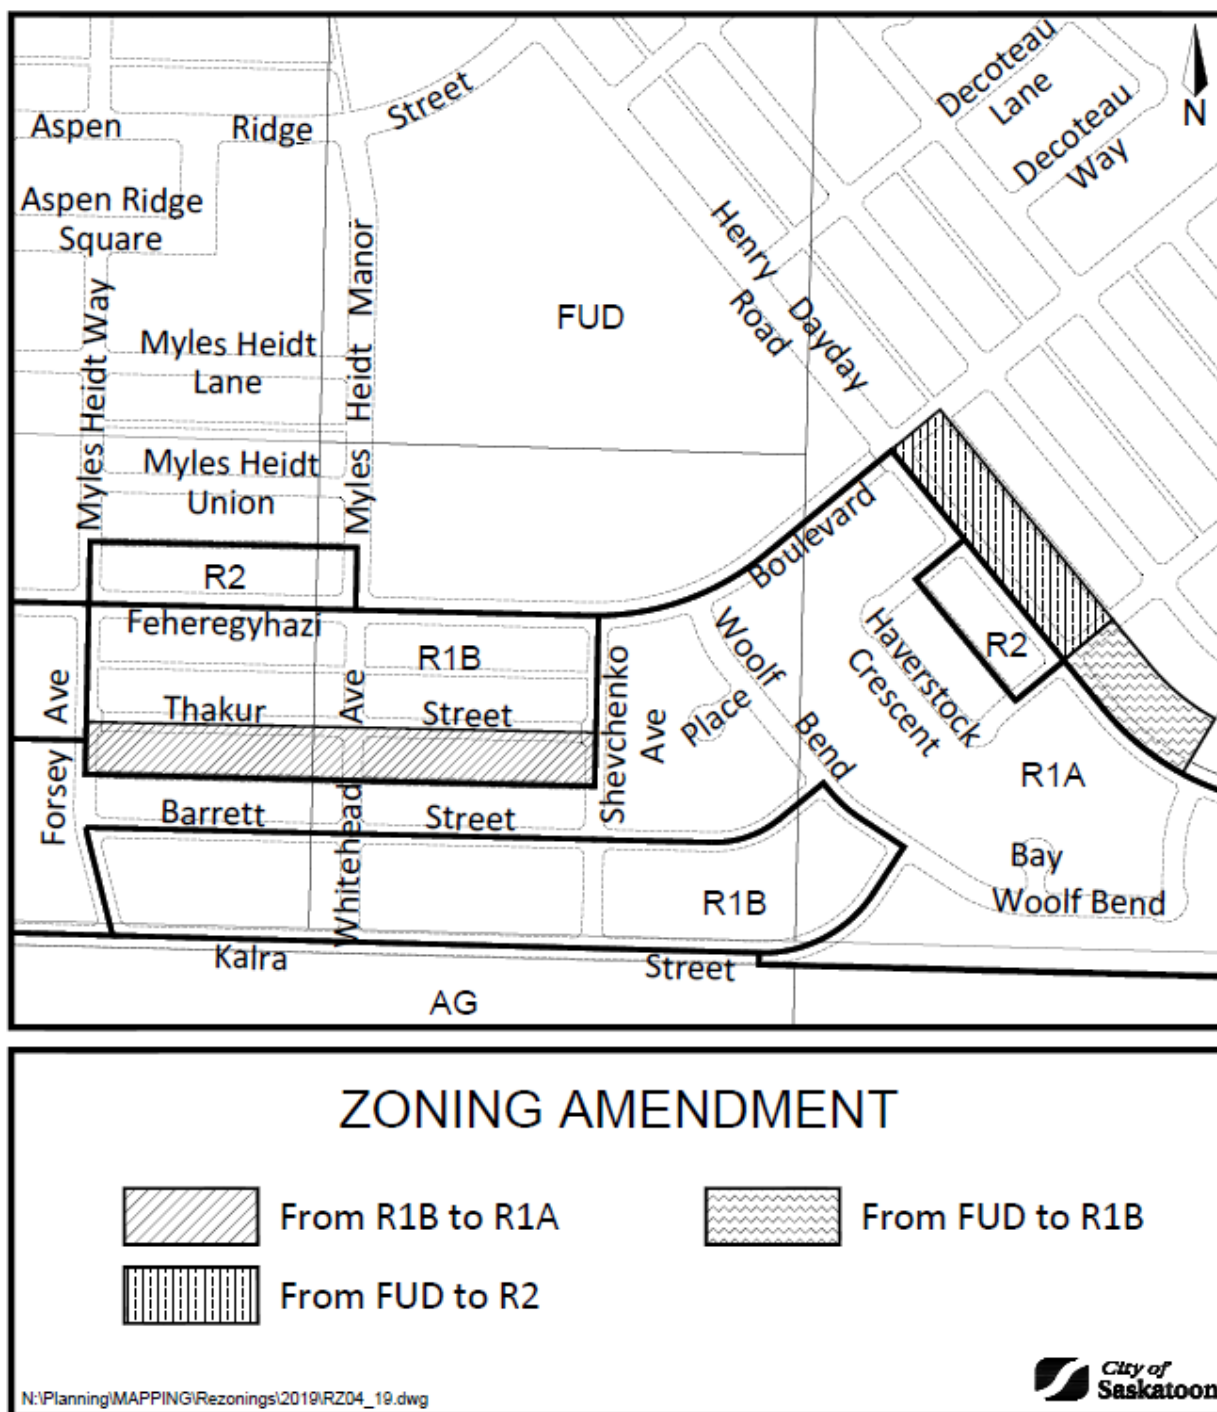 Decoteau
Lane
Decoteau
Way
N
Street
Aspen Ridge
Aspen Ridge
Square
Henry Dayday
Road
FUD
Myles Heidt Way
Myles Heidt Manor
Myles Heidt
Lane
Myles Heidt
Union
Boulevard
R2
Feheregyhazi
R1B
Woolf
Bend
Place
Haverstock
Crescent
R2
Thakur Street
Ave
Forsey
Ave
Whitehead
Shevchenko
Ave
R1A
Barrett Street
Bay
Woolf Bend
R1B
Kalra Street
AG
ZONING AMENDMENT
From R1B to R1A
From FUD to R1B
From FUD to R2
N:\Planning\MAPPING\Rezonings\2019\RZ04_19.dwg
City of
Saskatoon